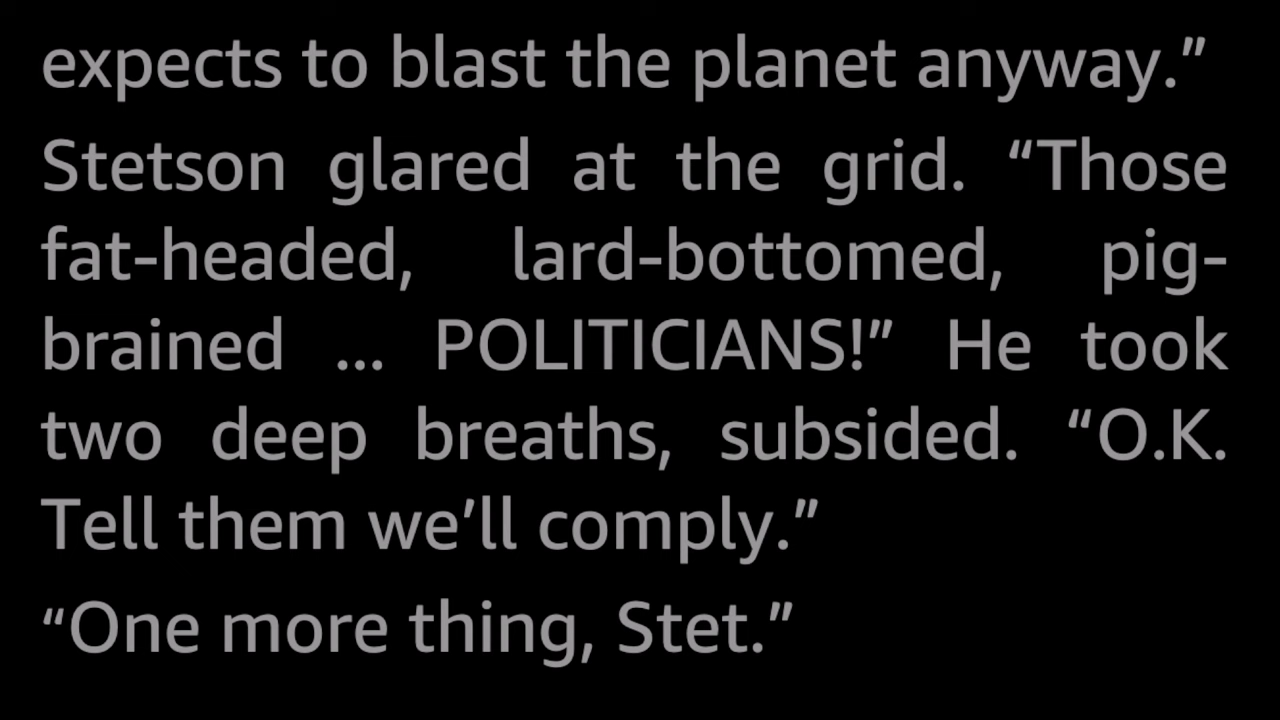 expects to blast the planet anyway.”
Stetson glared at the grid. “Those
fat-headed, lard-bottomed, pig-
brained ... POLITICIANS!” He took
two deep breaths, subsided. “O.K.
Tell them we’ll comply.”
“One more thing, Stet.”